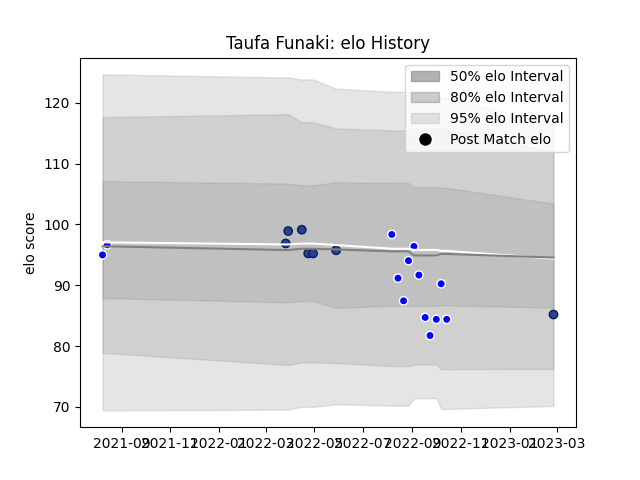 Taufa Funaki: elo History
50% elo Interval
80% elo Interval
95% elo Interval
Post Match elo
elo score
120
110
100
90
80
70
2021-09
2021-11
2022-01
2022-03
2022-05
2022-07
2022-09
2022-11
2023-01
2023-03